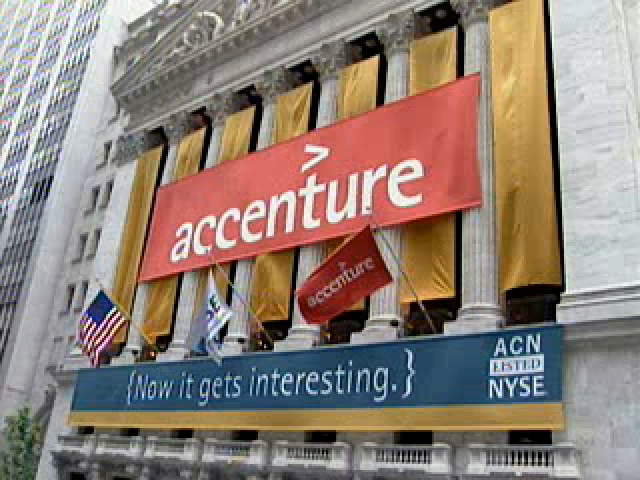 >
accenture
accenture
{Now it gets interesting.}
ACN
LISTED
NYSE